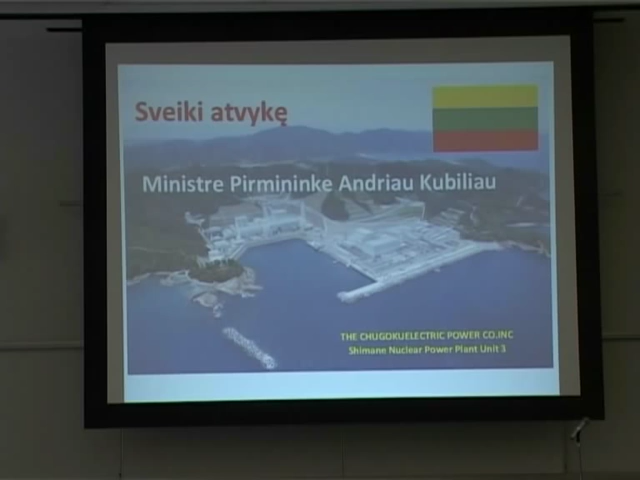 Sveiki atvykę
Ministre Pirmininke Andriau Kubiliau
THE CHUGOKUELECTRIC POWER CO.INC
Shimane Nuclear Power Plant Unit 3